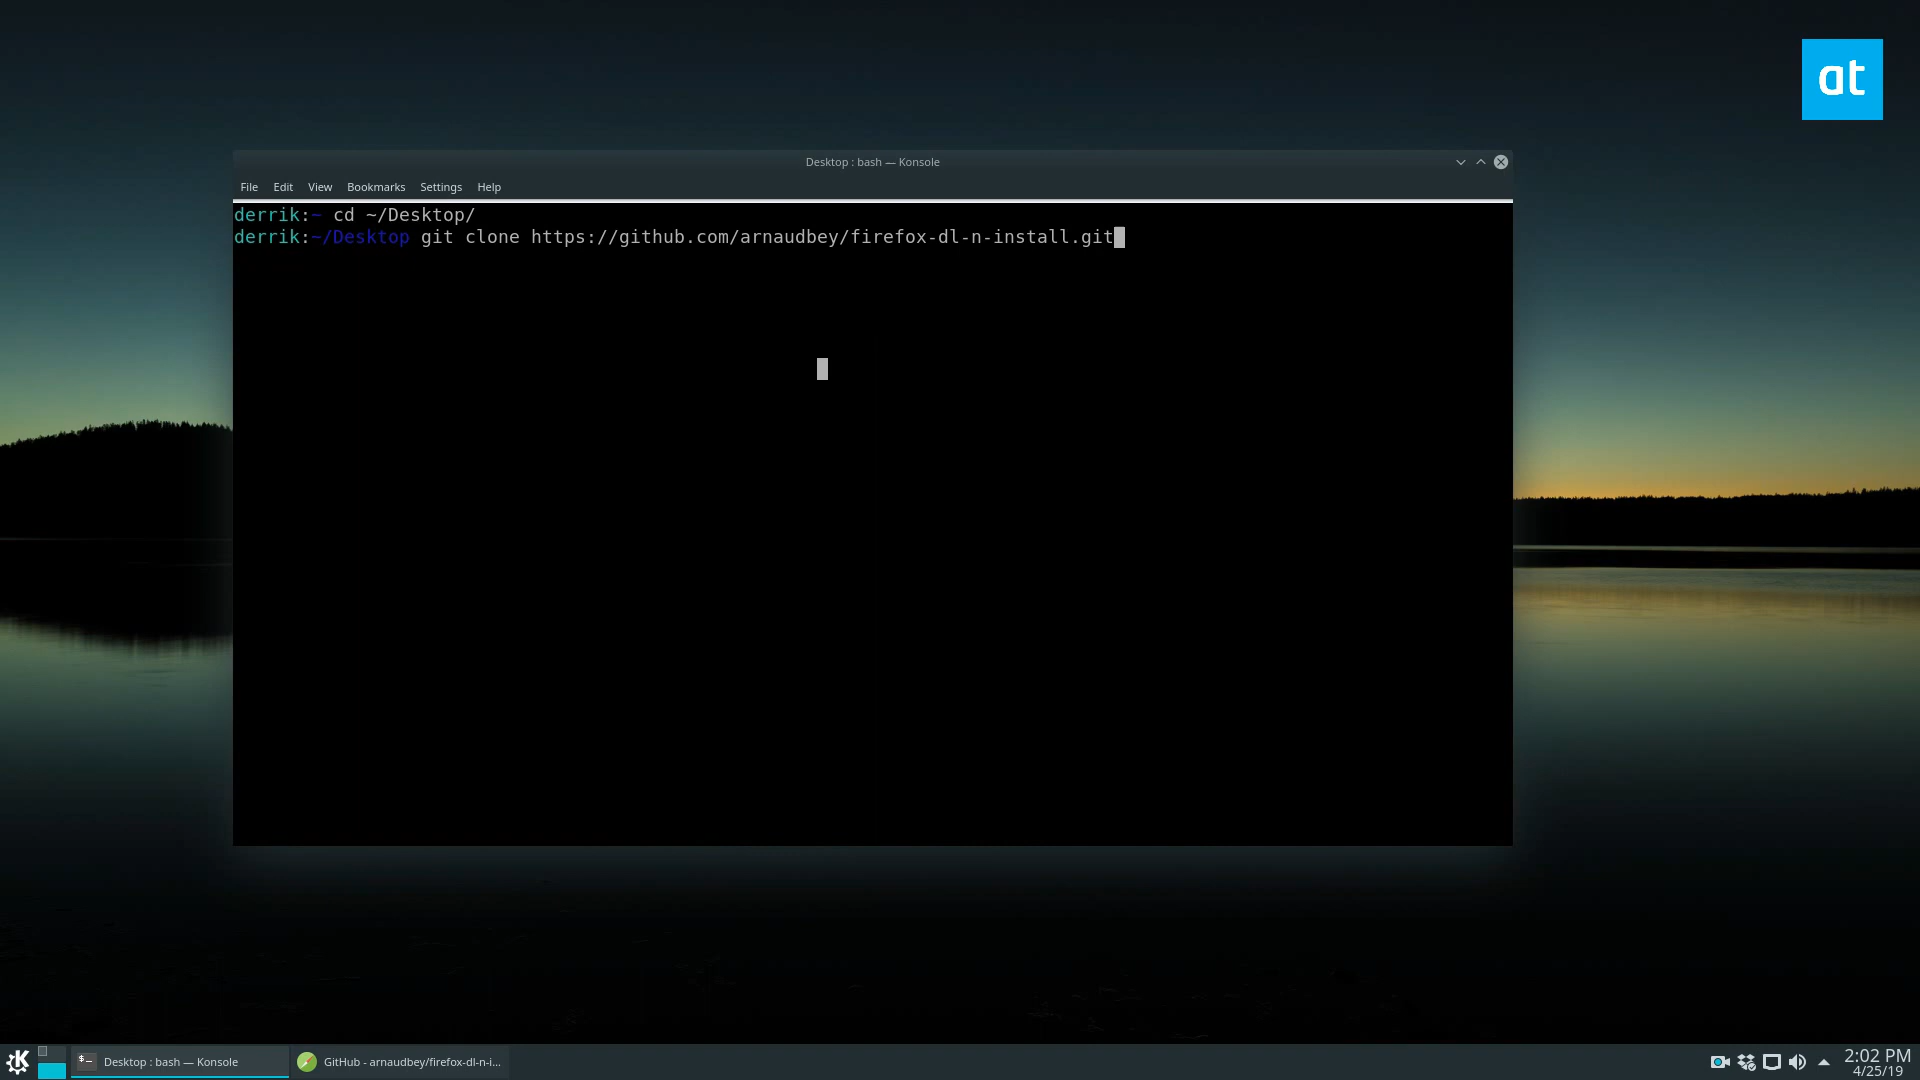 at
Desktop : bash — Konsole
File Edit View Bookmarks Settings Help
derrik:~ cd ~/Desktop/
derrik:~/Desktop git clone https://github.com/arnaudbey/firefox-dl-n-install.git
Desktop : bash — Konsole
GitHub - arnaudbey/firefox-dl-n-i...
2:02 PM
4/25/19